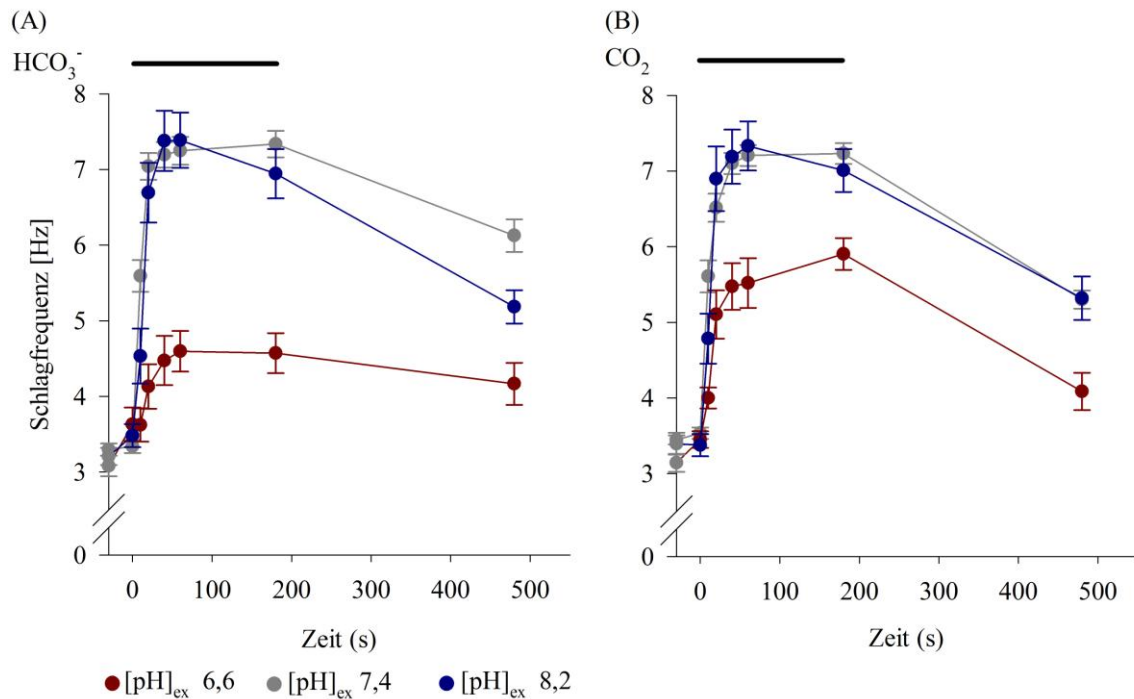 (A)
HCO₃⁻
Schlagfrequenz [Hz]
8
7
6
5
4
3
0
0 100 200 300 400 500
Zeit (s)
(B)
CO₂
8
7
6
5
4
3
0
0 100 200 300 400 500
Zeit (s)
[pH]ₑₓ 6,6 [pH]ₑₓ 7,4 [pH]ₑₓ 8,2